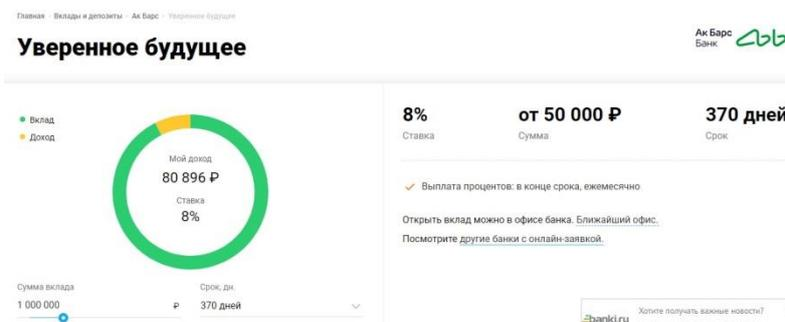 Главная - Вклады и депозиты - Ак Барс - Уверенное будущее
Уверенное будущее
Ак Барс
Банк
Вклад
Доход
Мой доход
80 896 ₽
Ставка
8%
Сумма вклада
1 000 000 ₽
Срок, дн.
370 дней
8%
Ставка
от 50 000 ₽
Сумма
370 дней
Срок
Выплата процентов: в конце срока, ежемесячно
Открыть вклад можно в офисе банка. Ближайший офис.
Посмотрите другие банки с онлайн-заявкой.
banki.ru
Хотите получать важные новости?